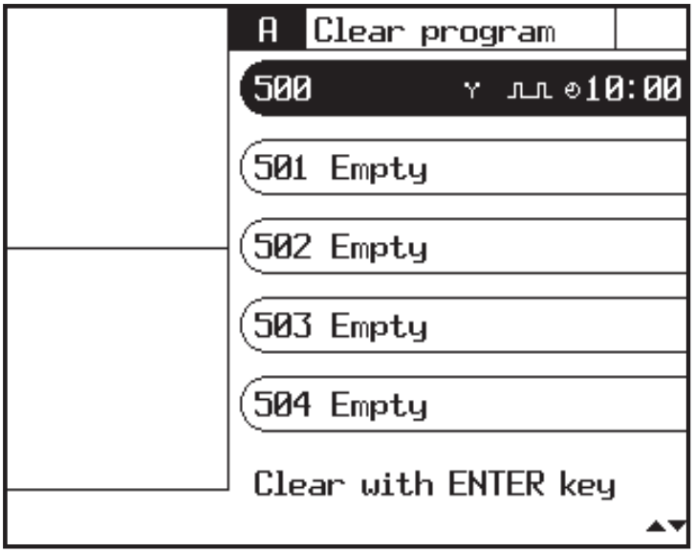 A Clear program
500 10:00
501 Empty
502 Empty
503 Empty
504 Empty
Clear with ENTER key